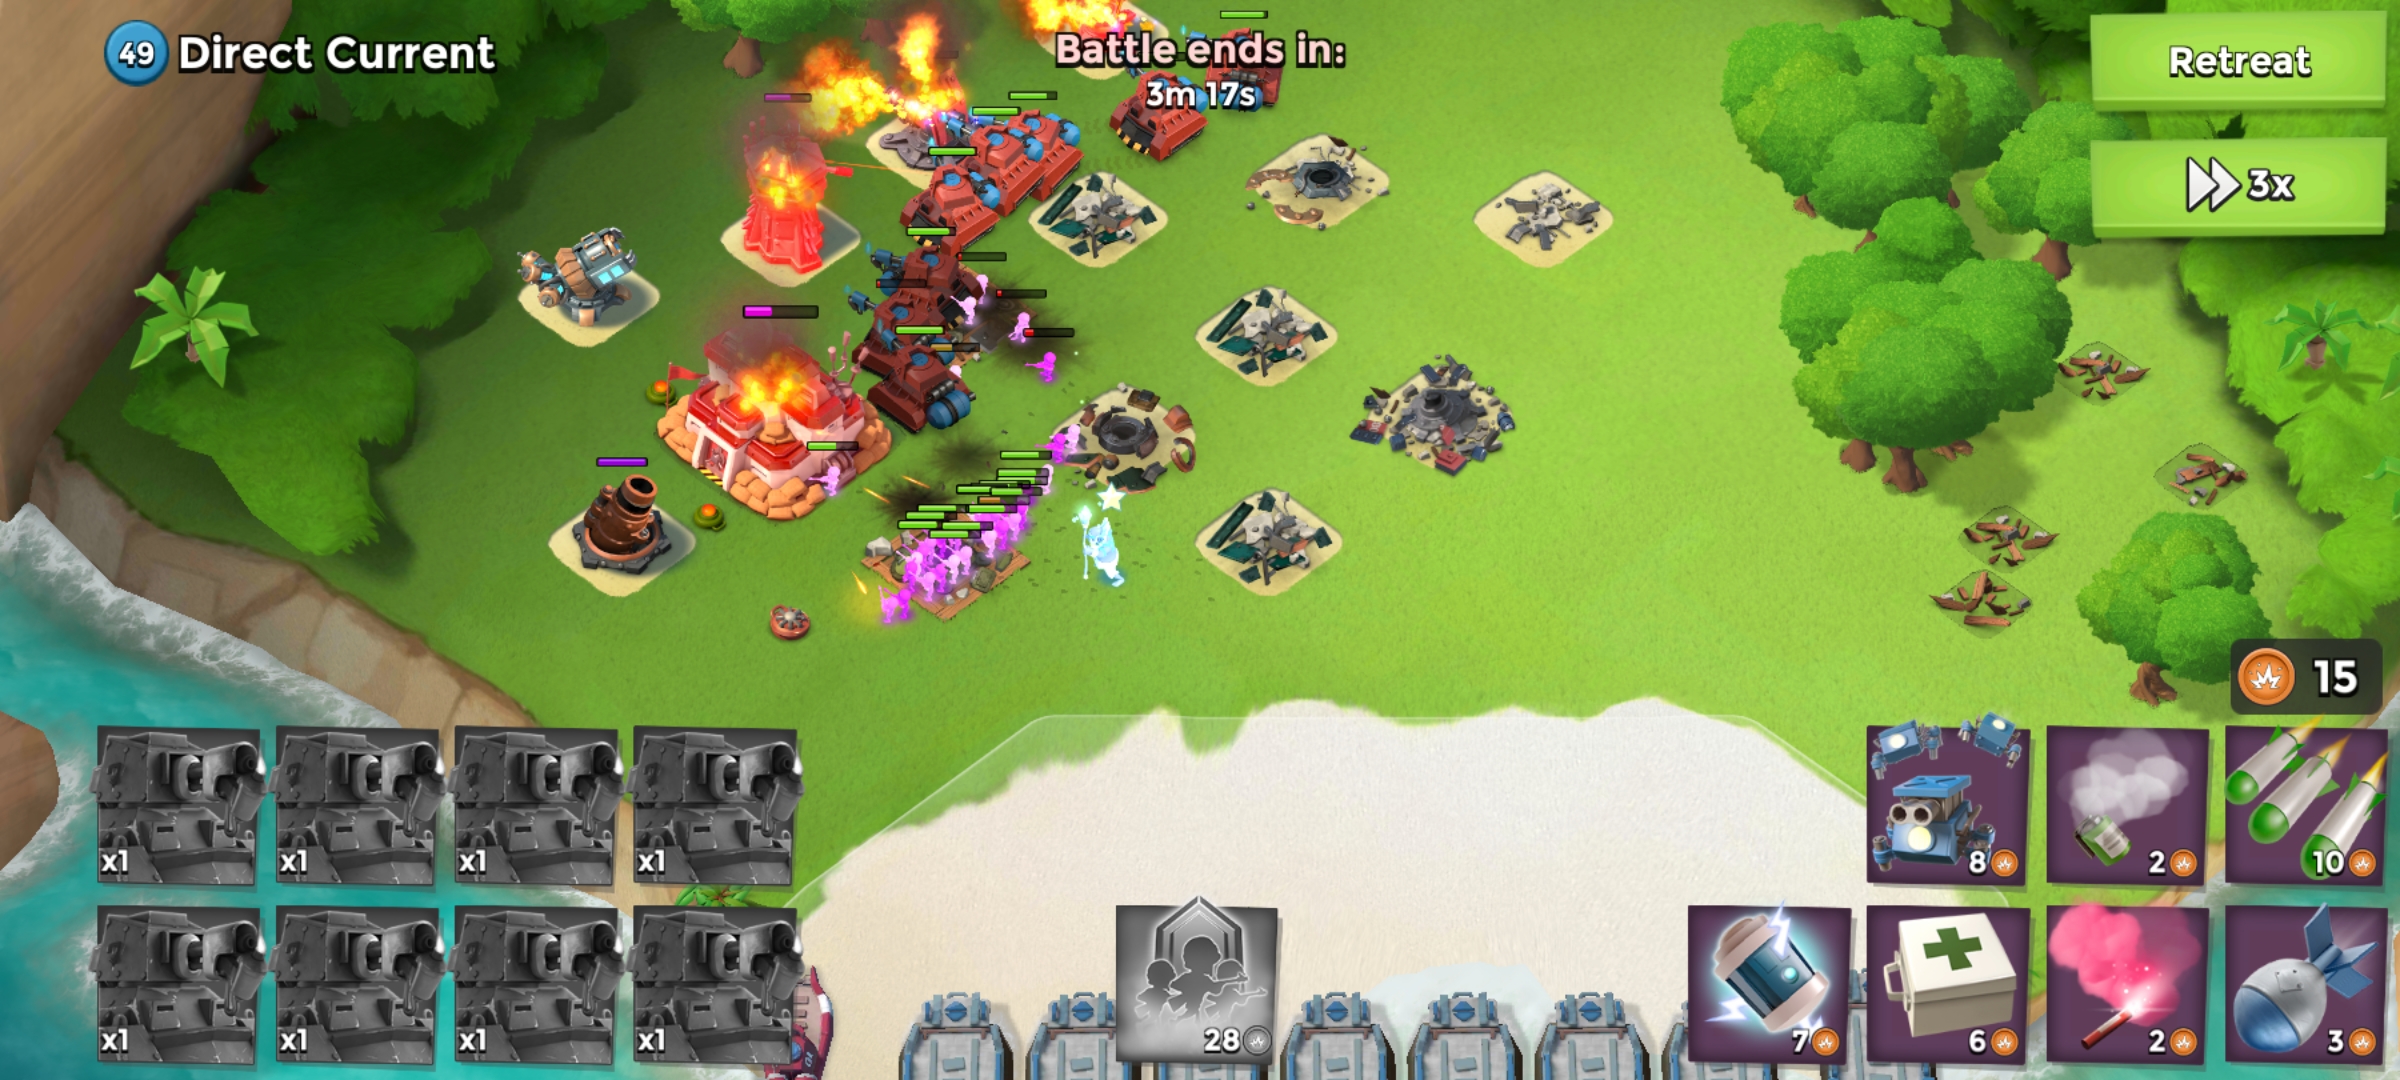 49 Direct Current
Battle ends in:
3m 17s
Retreat
3x
15
8
2
10
x1
x1
x1
x1
28
7
6
2
3
x1
x1
x1
x1